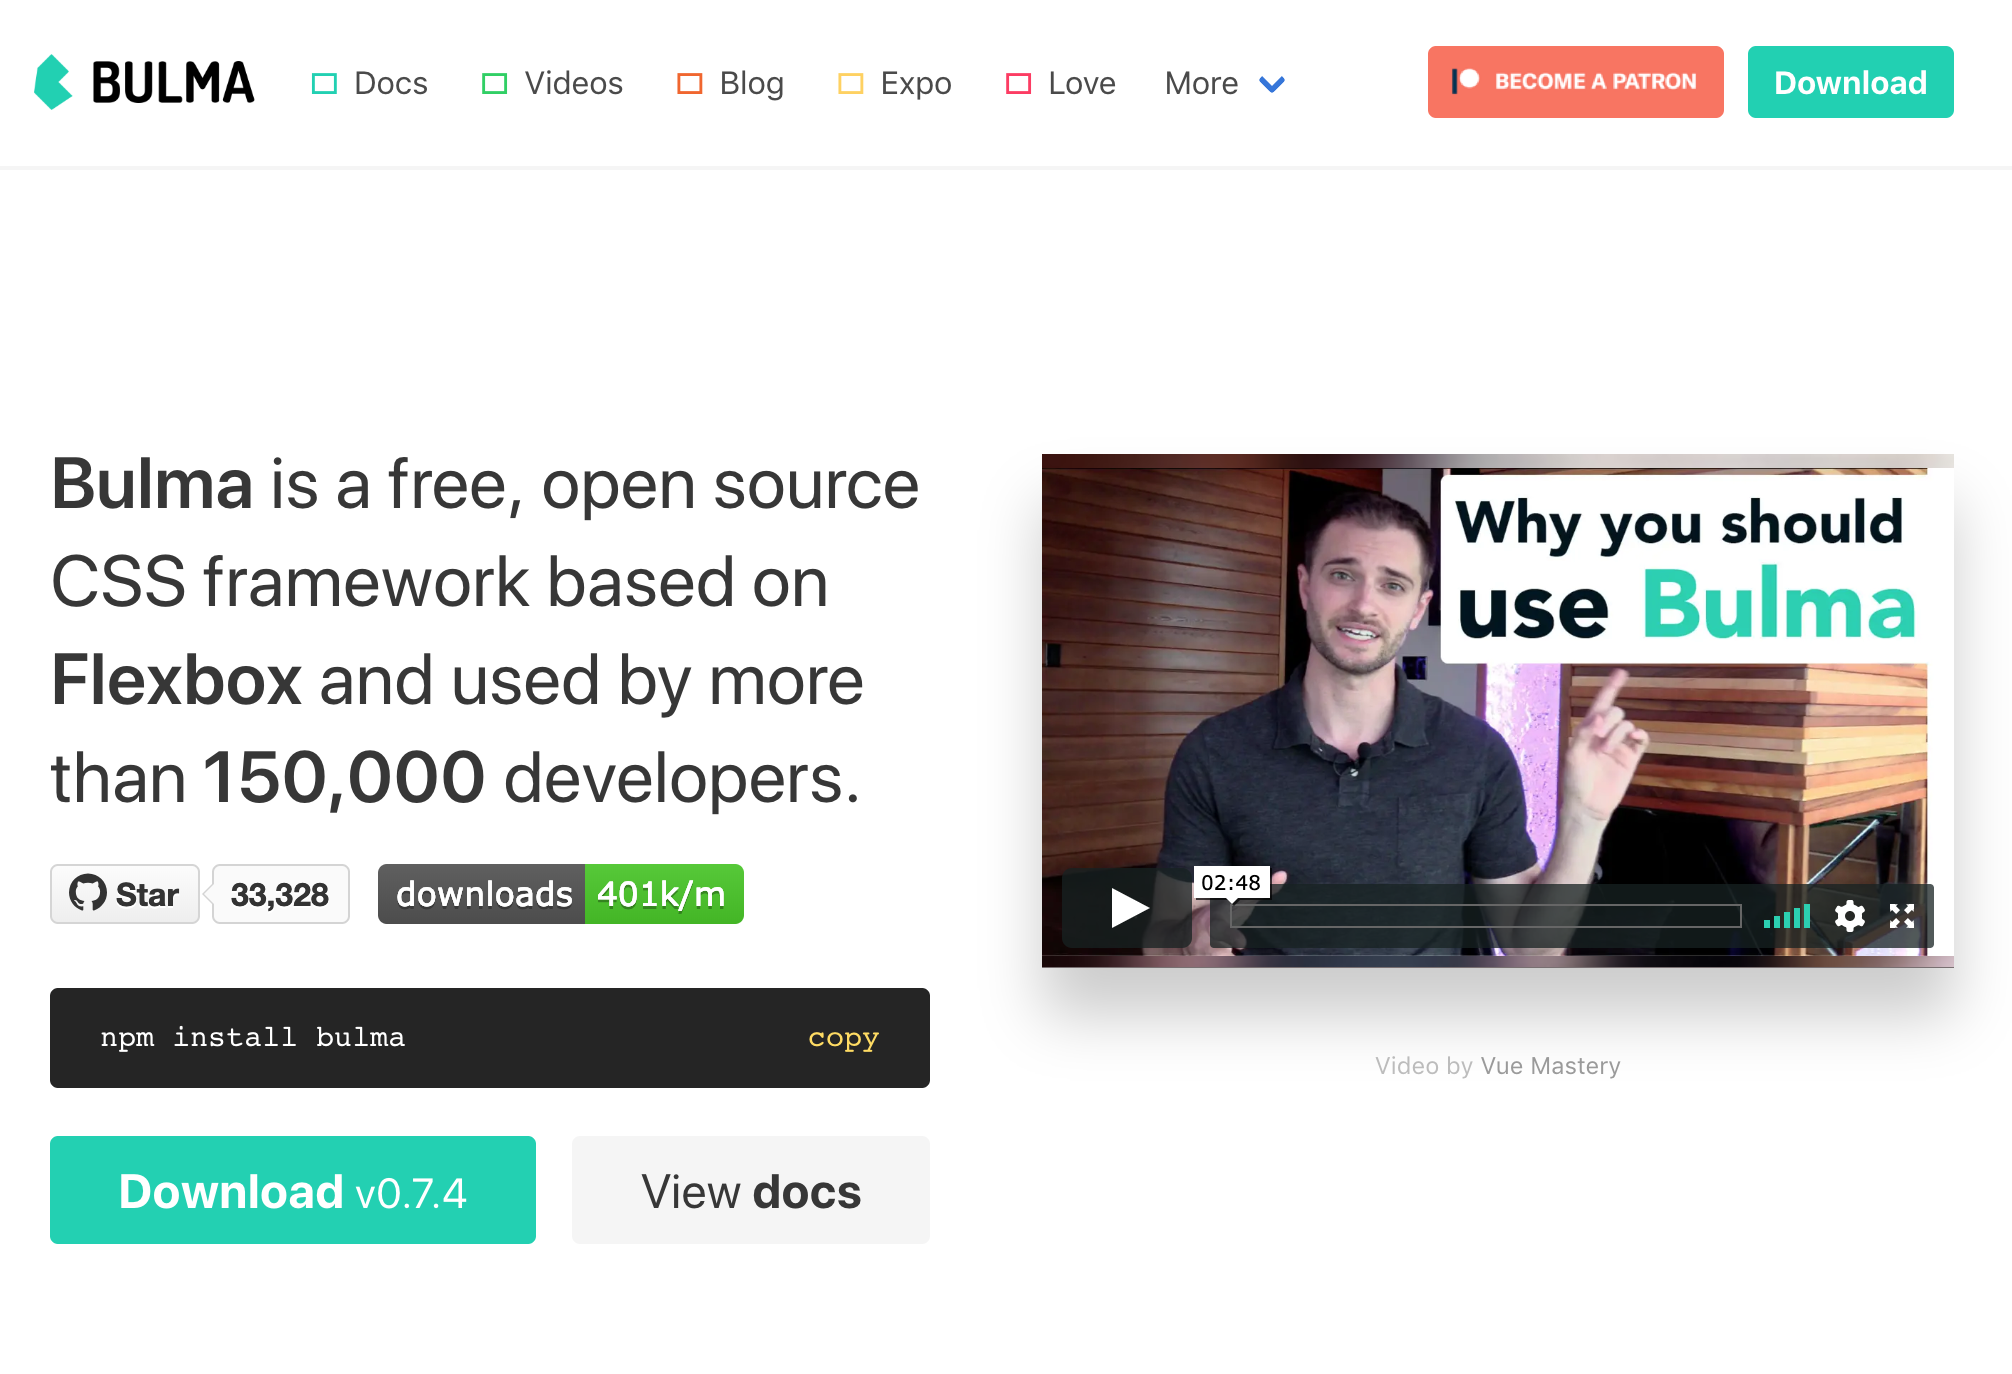 BULMA
Docs
Videos
Blog
Expo
Love
More
BECOME A PATRON
Download
Bulma is a free, open source
CSS framework based on
Flexbox and used by more
than 150,000 developers.
Star
33,328
downloads 401k/m
npm install bulma
copy
Download v0.7.4
View docs
Why you should
use Bulma
02:48
Video by Vue Mastery